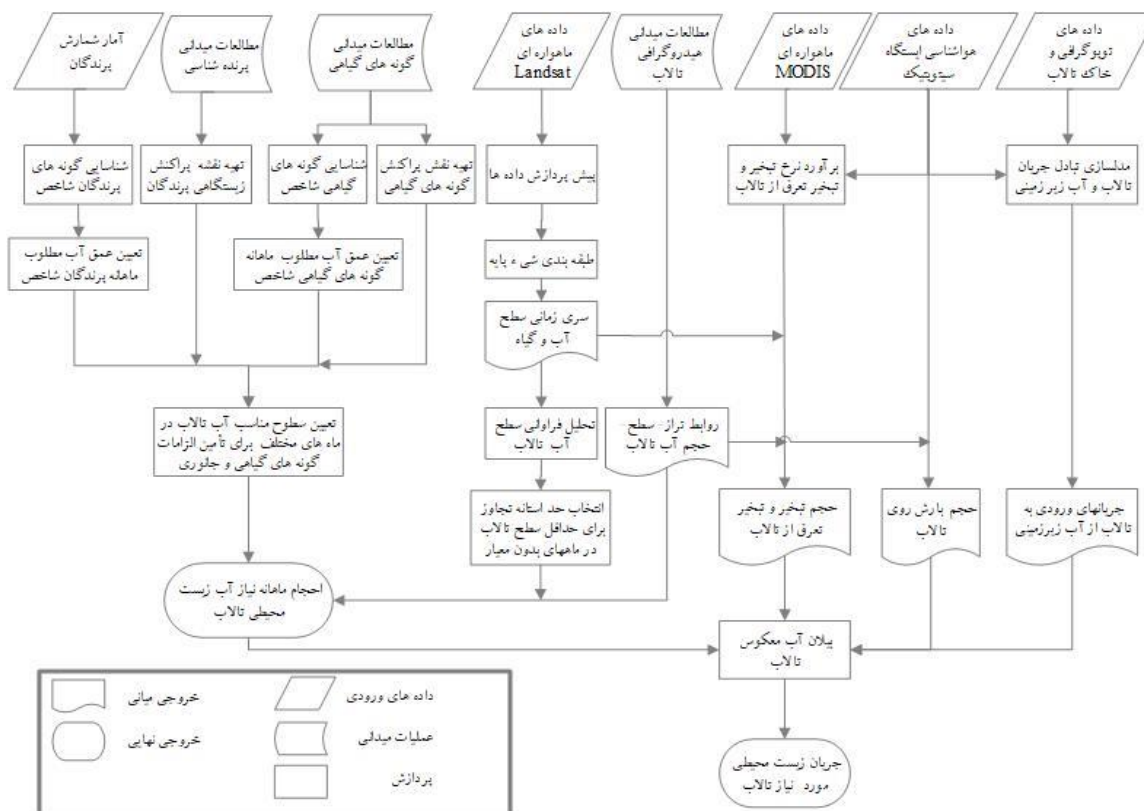 داده های
توپوگرافی و
خاک تالاب
داده های
هواشناسی ایستگاه
سینوپتیک
داده های
ماهواره ای
MODIS
مطالعات میدانی
هیدروگرافی
تالاب
داده های
ماهواره ای
Landsat
مطالعات میدانی
گونه های گیاهی
مطالعات میدانی
پرنده شناسی
آمار شمارش
پرندگان
مدلسازی تبادل جریان
تالاب و آب زیر زمینی
بر آورد نرخ تبخیر و
تبخیر تعرق از تالاب
پیش پردازش داده ها
تهیه نقش پراکنش
گونه های گیاهی
شناسایی گونه های
گیاهی شاخص
تهیه نقشه پراکنش
زیستگاهی پرندگان
شناسایی گونه های
پرندگان شاخص
طبقه بندی شی ء پایه
تعیین عمق آب مطلوب ماهانه
گونه های گیاهی شاخص
تعیین عمق آب مطلوب
ماهانه پرندگان شاخص
سری زمانی سطح
آب و گیاه
روابط تراز- سطح-
حجم آب تالاب
تحلیل فراوانی سطح
آب تالاب
تعیین سطوح مناسب آب تالاب در
ماه های مختلف برای تأمین الزامات
گونه های گیاهی و جانوری
جریانهای ورودی به
تالاب از آب زیرزمینی
حجم بارش روی
تالاب
حجم تبخیر و تبخیر
تعرق از تالاب
انتخاب حد استانه تجاوز
برای حداقل سطح تالاب
در ماههای بدون معیار
احجام ماهانه نیاز آب زیست
محیطی تالاب
بیلان آب معکوس
تالاب
جریان زیست محیطی
مورد نیاز تالاب
داده های ورودی
خروجی میانی
عملیات میدانی
خروجی نهایی
پردازش